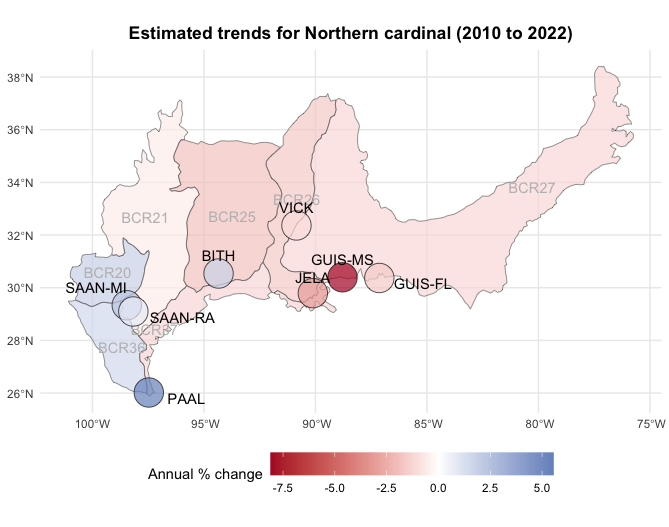 Estimated trends for Northern cardinal (2010 to 2022)
38°N
36°N
34°N
32°N
30°N
28°N
26°N
BCR26
VICK
BCR27
BCR21
BCR25
GUIS-MS
BITH
BCR20
JELA
GUIS-FL
SAAN-MI
SAAN-RA
BCR37
BCR36
PAAL
100°W
95°W
90°W
85°W
80°W
75°W
Annual % change
-7.5
-5.0
-2.5
0.0
2.5
5.0